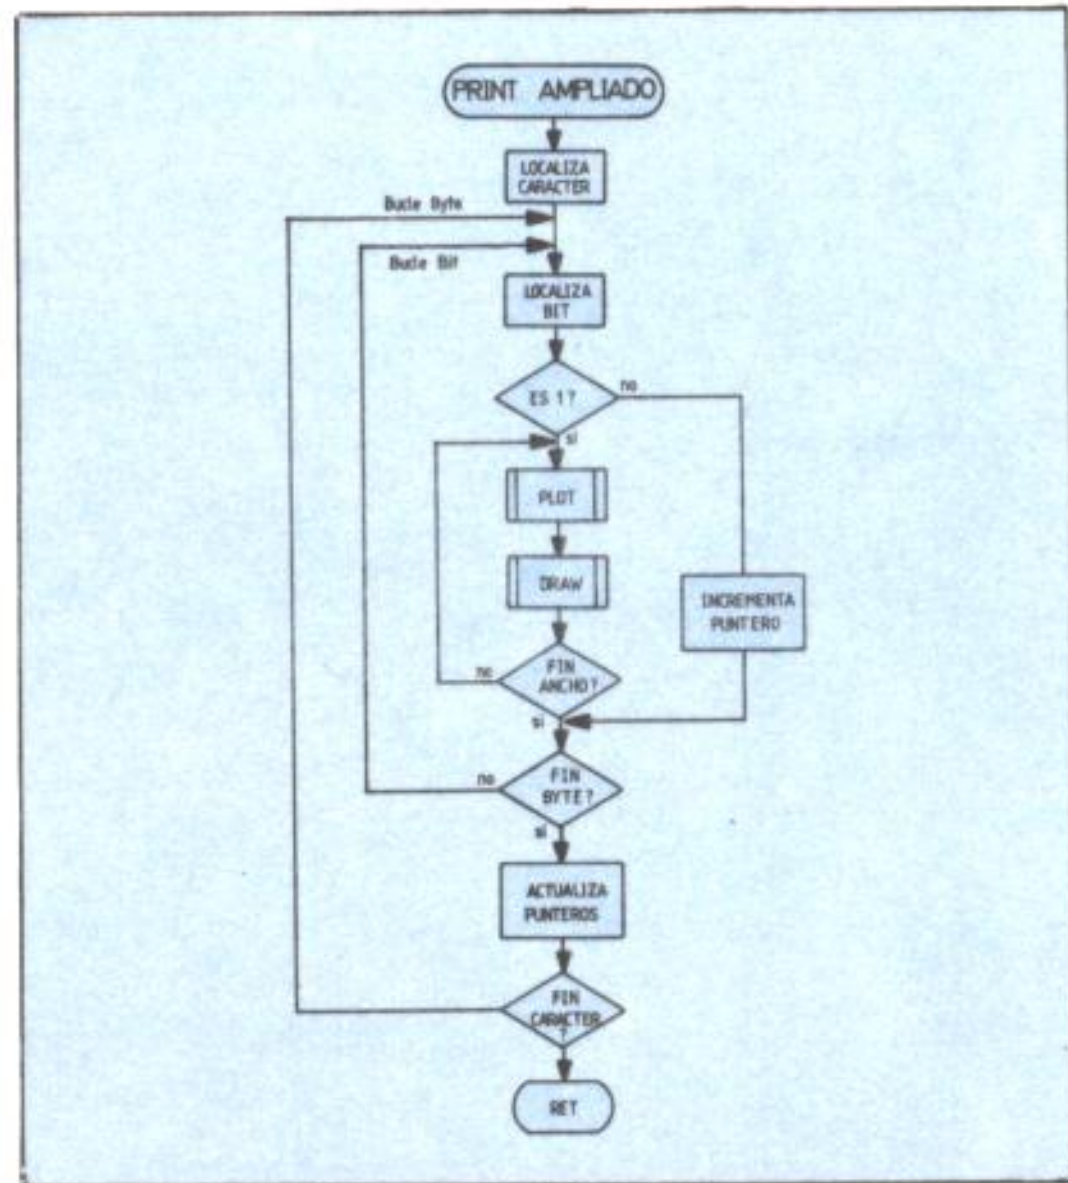 PRINT AMPLIADO
LOCALIZA
CARACTER
Bucle Byte
Bucle Bit
LOCALIZA
BIT
ES 1?
no
si
PLOT
DRAW
INCREMENTA
PUNTERO
FIN
ANCHO?
no
si
FIN
BYTE?
no
si
ACTUALIZA
PUNTEROS
FIN
CARACTER
?
RET